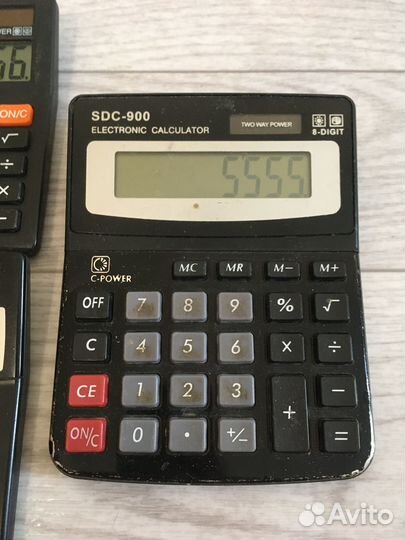 SDC-900
ELECTRONIC CALCULATOR
TWO WAY POWER
8-DIGIT
5555.
C-POWER
MC MR M− M+
OFF 7 8 9 % √
C 4 5 6 × ÷
CE 1 2 3 + −
ON/C 0 • +/− =
6.
ON/C
√
÷
×
−
Avito